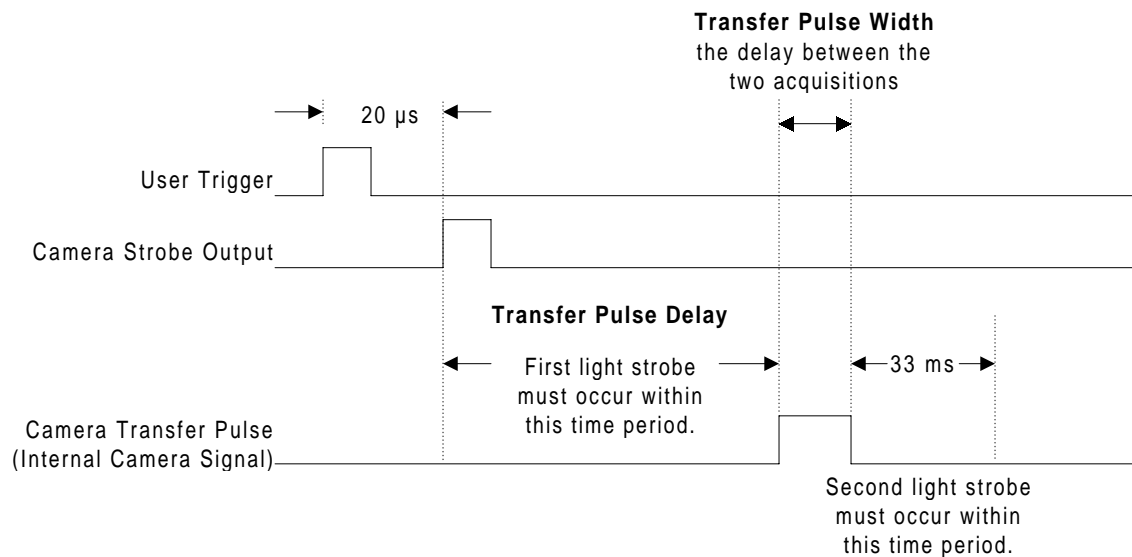 Transfer Pulse Width
the delay between the
two acquisitions
20 µs
User Trigger
Camera Strobe Output
Transfer Pulse Delay
First light strobe
must occur within
this time period.
33 ms
Camera Transfer Pulse
(Internal Camera Signal)
Second light strobe
must occur within
this time period.